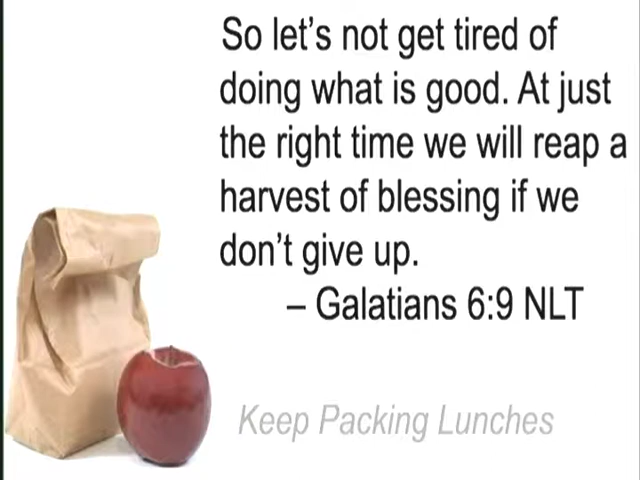 So let’s not get tired of
doing what is good. At just
the right time we will reap a
harvest of blessing if we
don’t give up.
– Galatians 6:9 NLT
Keep Packing Lunches